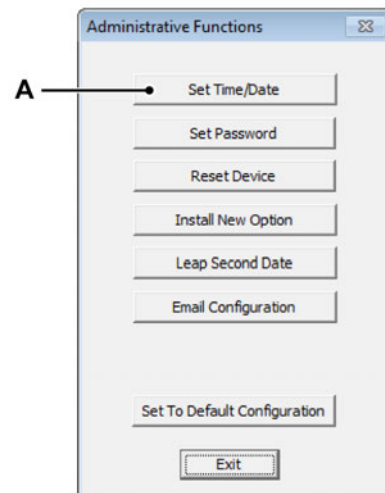 Administrative Functions
A
Set Time/Date
Set Password
Reset Device
Install New Option
Leap Second Date
Email Configuration
Set To Default Configuration
Exit